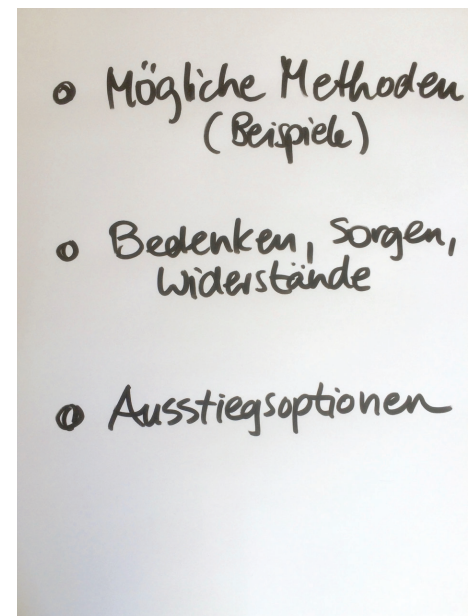 Mögliche Methoden
(Beispiele)
Bedenken, Sorgen,
Widerstände
Ausstiegsoptionen